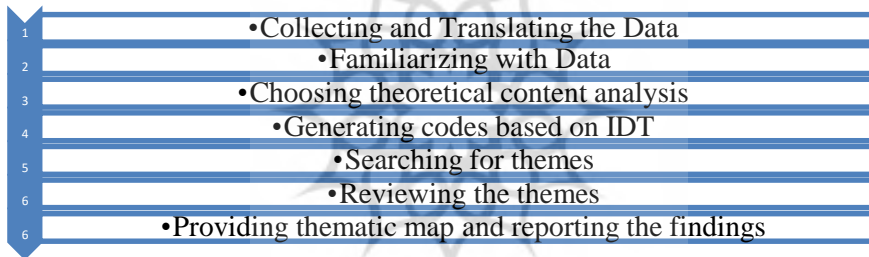 1 •Collecting and Translating the Data
2 •Familiarizing with Data
3 •Choosing theoretical content analysis
4 •Generating codes based on IDT
5 •Searching for themes
6 •Reviewing the themes
6 •Providing thematic map and reporting the findings